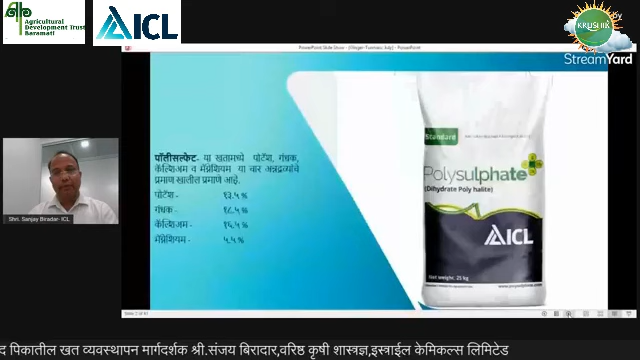 Agricultural
Development Trust
Baramati
ICL
KRUSHIK
StreamYard
PowerPoint Slide Show - [Ginger Turmeric July] - PowerPoint
पॉलीसल्फेट- या खतामध्ये पोटॅश, गंधक,
कॅल्शिअम व मॅग्नेशियम या चार अन्नद्रव्यांचे
प्रमाण खालील प्रमाणे आहे.
पोटॅश - १३.५ %
गंधक - १८.५ %
कॅल्शिअम - १६.५ %
मॅग्नेशियम - ५.५ %
Standard
Polysulphate
(Dihydrate Poly halite)
ICL
Net weight: 25 kg
Shri. Sanjay Biradar- ICL
द पिकातील खत व्यवस्थापन मार्गदर्शक श्री.संजय बिरादार,वरिष्ठ कृषी शास्त्रज्ञ,इस्त्राईल केमिकल्स लिमिटेड